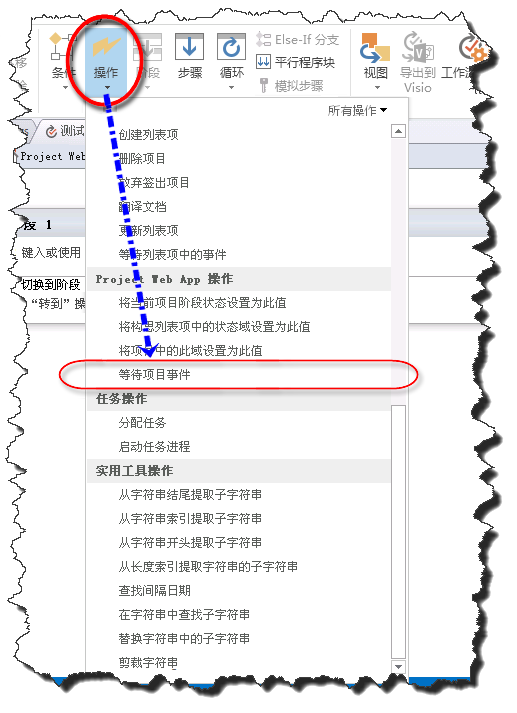 Else-If 分支
平行程序块
模拟步骤
条件 操作 阶段 步骤 循环 视图 导出到 Visio 工作流
所有操作
测试
Project Web
创建列表项
删除项目
放弃签出项目
翻译文档
段 1
更新列表项
键入或使用
等待列表项中的事件
Project Web App 操作
切换到阶段
“转到”操
将当前项目阶段状态设置为此值
将构思列表项中的状态域设置为此值
将项目中的此域设置为此值
等待项目事件
任务操作
分配任务
启动任务进程
实用工具操作
从字符串结尾提取子字符串
从字符串索引提取子字符串
从字符串开头提取子字符串
从长度索引提取字符串的子字符串
查找间隔日期
在字符串中查找子字符串
替换字符串中的子字符串
剪裁字符串